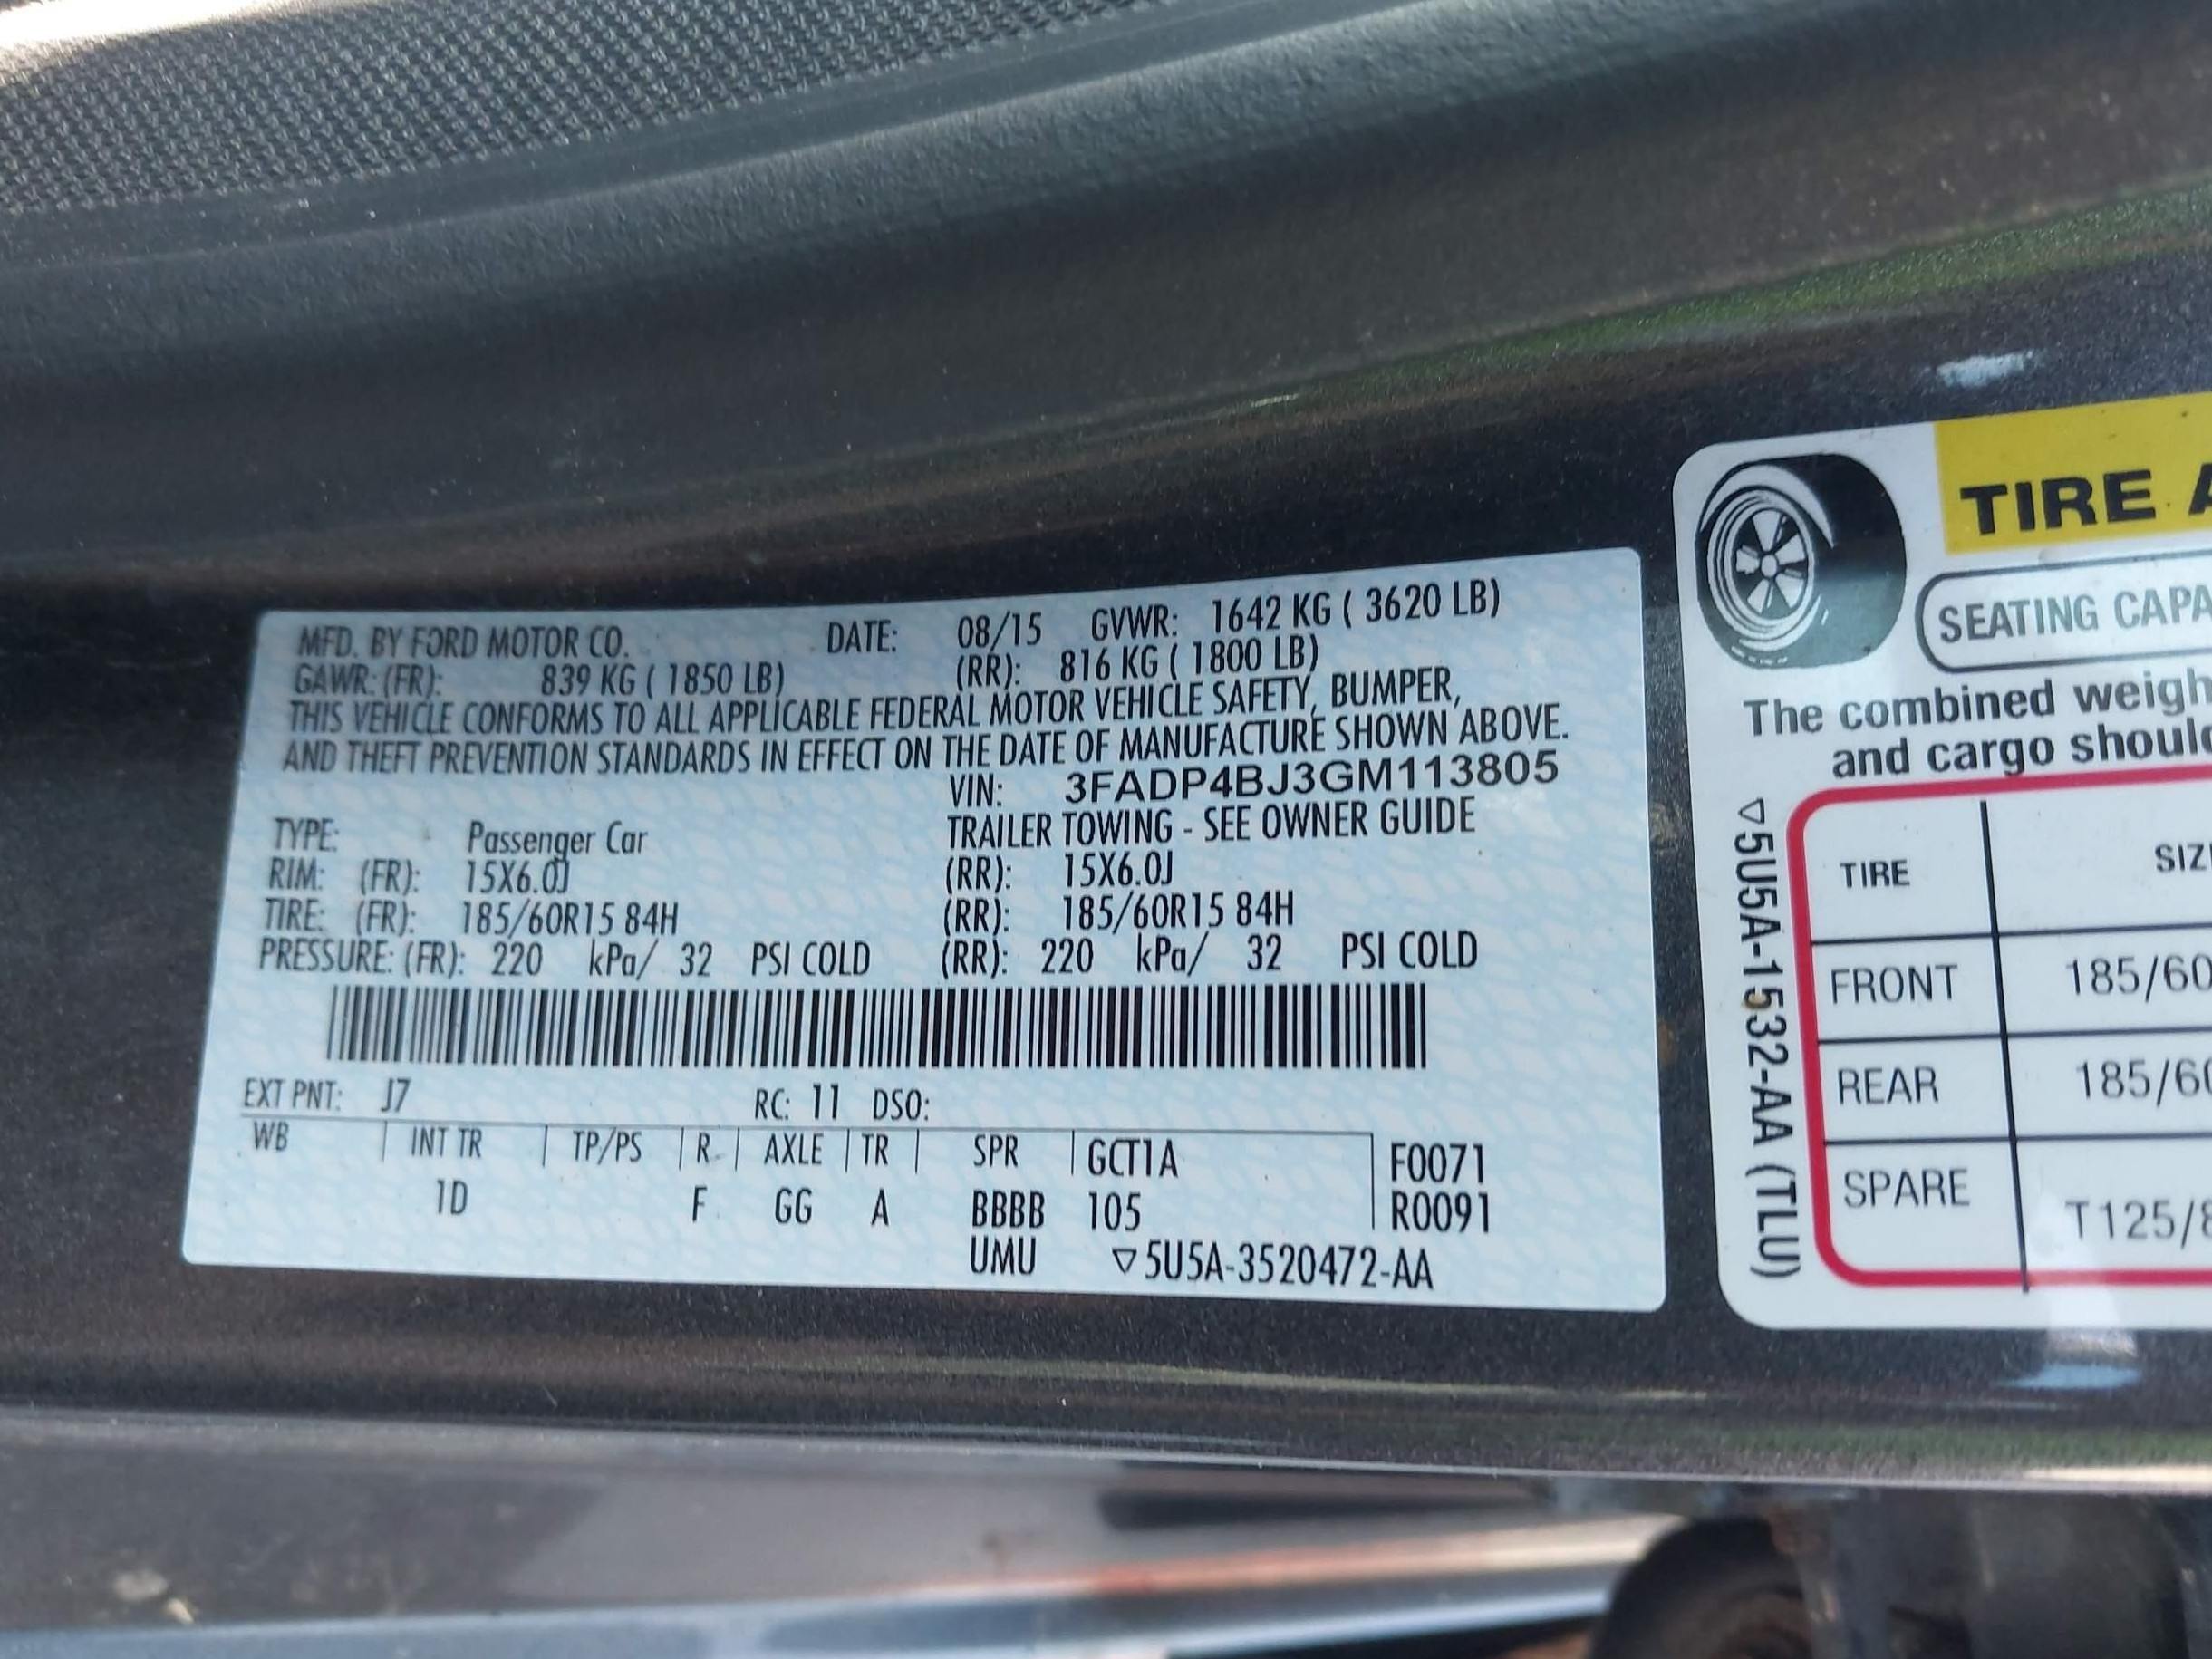 MFD. BY FORD MOTOR CO. DATE: 08/15 GVWR: 1642 KG ( 3620 LB)
GAWR: (FR): 839 KG ( 1850 LB) (RR): 816 KG ( 1800 LB)
THIS VEHICLE CONFORMS TO ALL APPLICABLE FEDERAL MOTOR VEHICLE SAFETY, BUMPER,
AND THEFT PREVENTION STANDARDS IN EFFECT ON THE DATE OF MANUFACTURE SHOWN ABOVE.
VIN: 3FADP4BJ3GM113805
TYPE: Passenger Car TRAILER TOWING - SEE OWNER GUIDE
RIM: (FR): 15X6.0J (RR): 15X6.0J
TIRE: (FR): 185/60R15 84H (RR): 185/60R15 84H
PRESSURE: (FR): 220 kPa/ 32 PSI COLD (RR): 220 kPa/ 32 PSI COLD
EXT PNT: J7 RC: 11 DSO:
WB | INT TR | TP/PS | R | AXLE | TR | SPR | GCT1A F0071
1D F GG A BBBB 105 R0091
UMU ▽5U5A-3520472-AA
TIRE A
SEATING CAPA
The combined weigh
and cargo should
▽5U5A-1532-AA (TLU)
TIRE SIZ
FRONT 185/60
REAR 185/60
SPARE T125/8